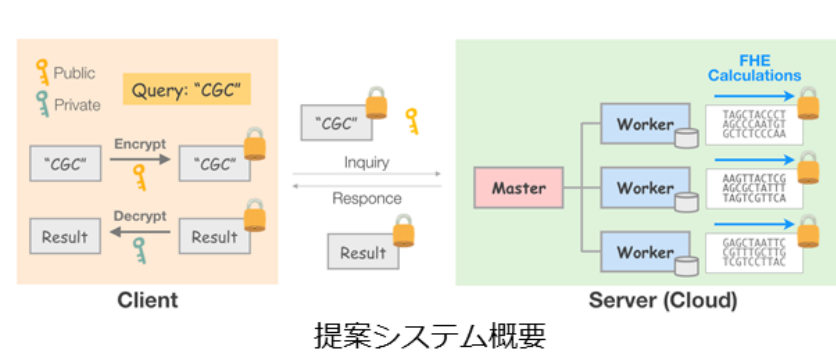 Public
Private
Query: "CGC"
"CGC"
Encrypt
"CGC"
Result
Decrypt
Result
Client
"CGC"
Inquiry
Responce
Result
Master
Worker
Worker
Worker
FHE
Calculations
TAGCTACCCT
AGCCCAATGT
GCTCTCCCAA
AAGTTACTCG
AGCGCTATTT
TAGTCGTTCA
GAGCTAATTC
CGTTTGCTTG
TCGTCCTTAC
Server (Cloud)
提案システム概要